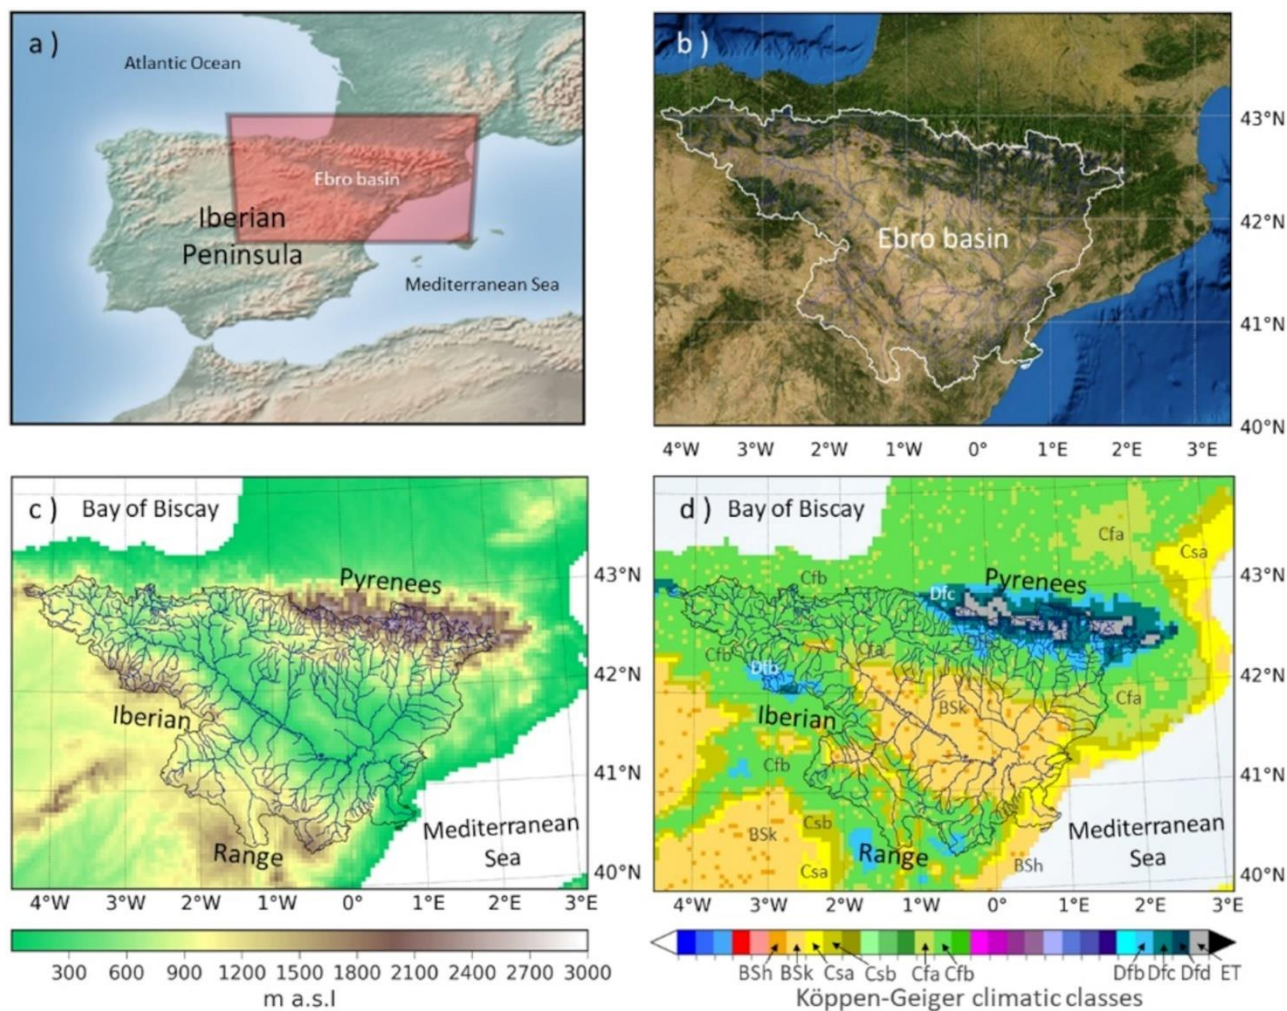 a )
Atlantic Ocean
Ebro basin
Iberian
Peninsula
Mediterranean Sea
b )
Ebro basin
43°N
42°N
41°N
40°N
4°W 3°W 2°W 1°W 0° 1°E 2°E 3°E
c ) Bay of Biscay
Pyrenees
Iberian
Range
Mediterranean
Sea
43°N
42°N
41°N
40°N
4°W 3°W 2°W 1°W 0° 1°E 2°E 3°E
300 600 900 1200 1500 1800 2100 2400 2700 3000
m a.s.l
d ) Bay of Biscay
Cfa
Csa
Cfb
Pyrenees
Dfc
Cfb
Cfa
Dfb
Cfa
BSk
Iberian
Cfb
BSk
Csb
Csa
Range
BSh
Mediterranean
Sea
43°N
42°N
41°N
40°N
4°W 3°W 2°W 1°W 0° 1°E 2°E 3°E
BSh BSk Csa Csb Cfa Cfb Dfb Dfc Dfd ET
Köppen-Geiger climatic classes